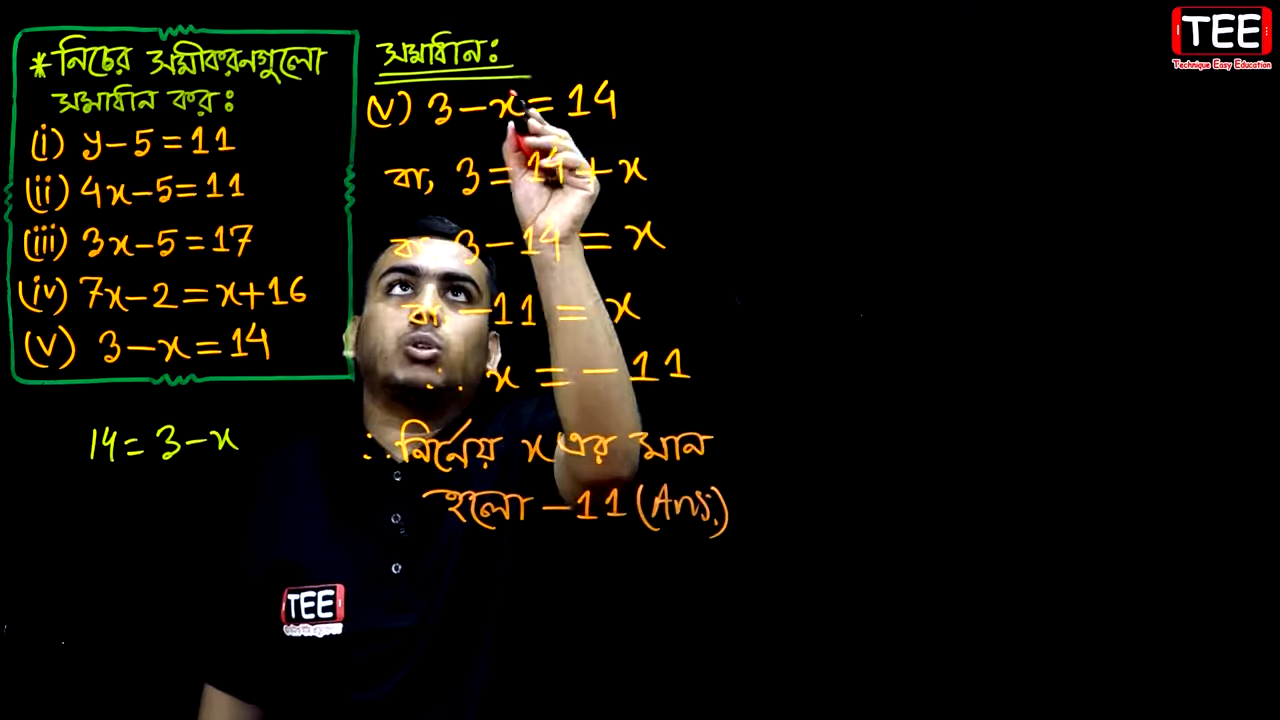 *নিচের সমীকরনগুলো
সমাধান কর:
(i) y-5=11
(ii) 4x-5=11
(iii) 3x-5=17
(iv) 7x-2=x+16
(v) 3-x=14
14=3-x
সমাধান:
(v) 3-x=14
বা, 3=14+x
বা 3-14=x
বা -11=x
∴ x=-11
∴ নির্নেয় x এর মান
হলো -11 (Ans:)
TEE
Technique Easy Education
TEE